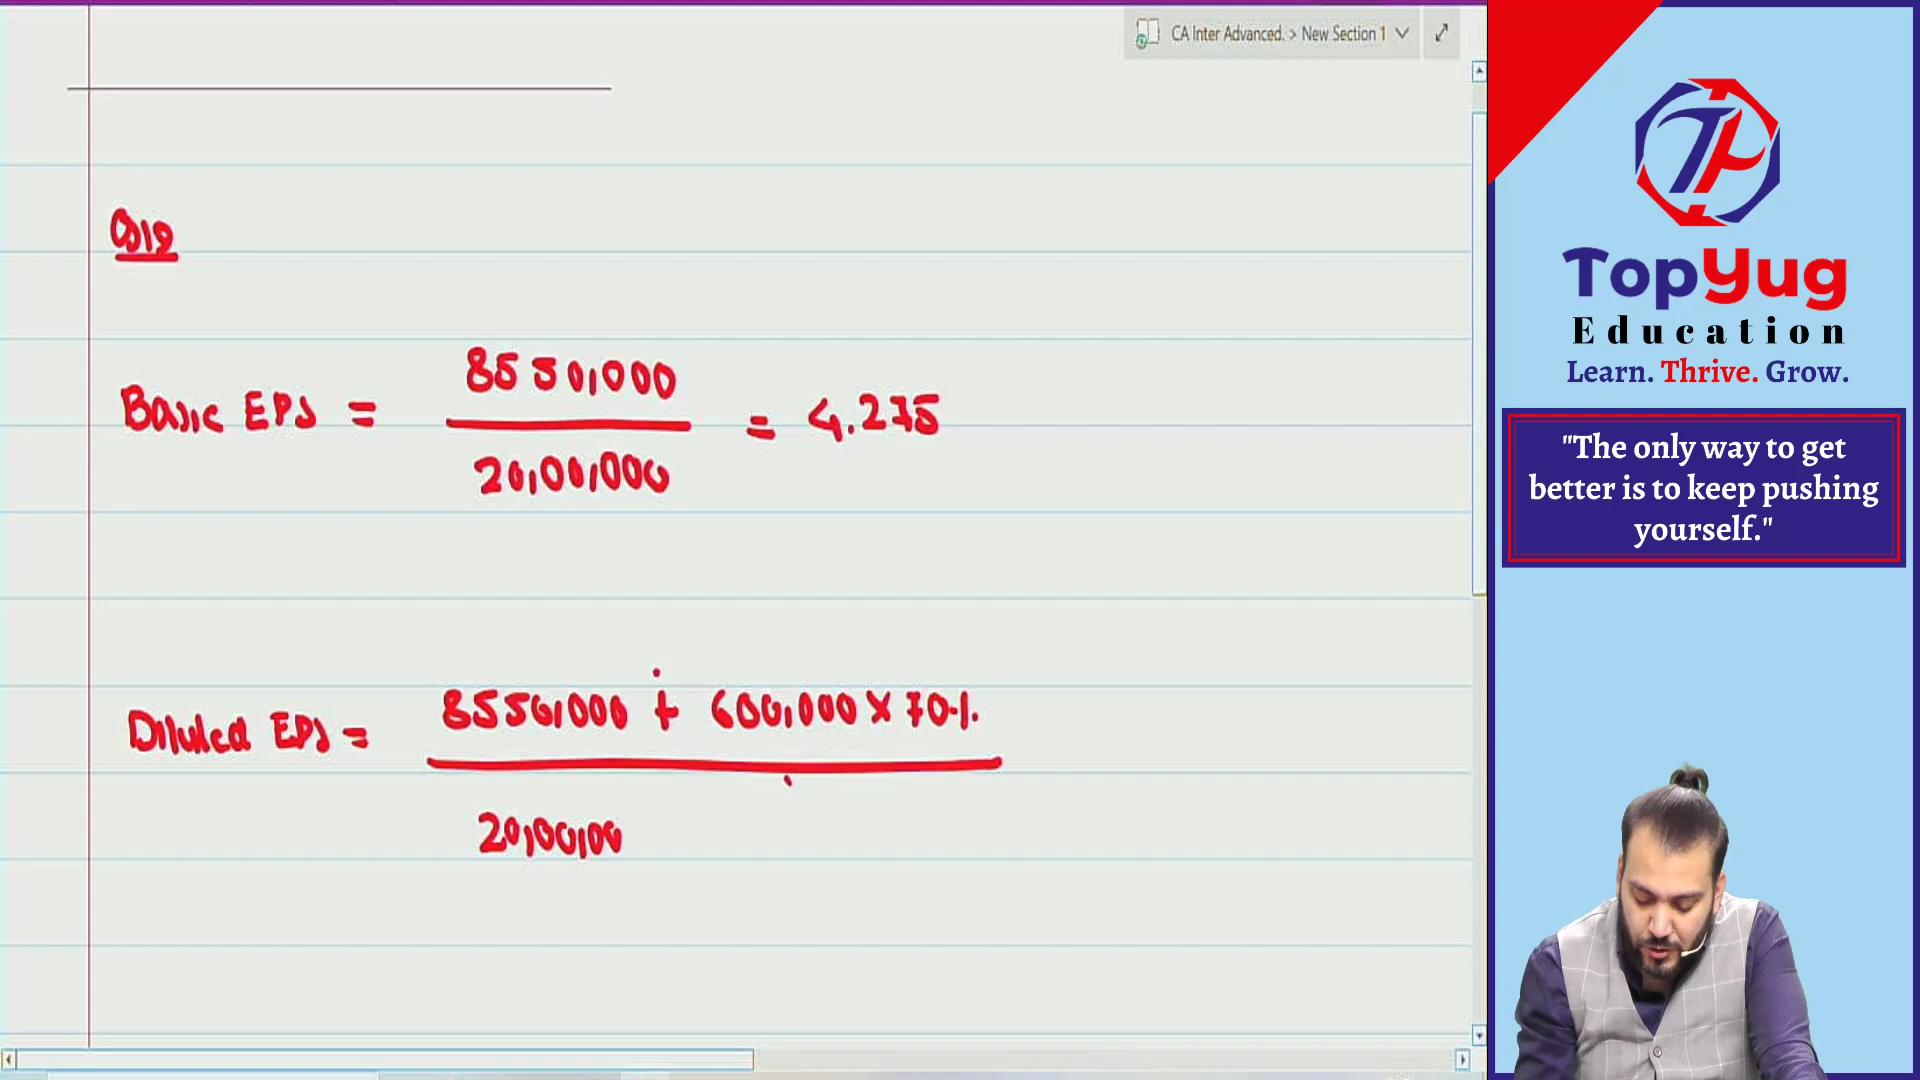 CA Inter Advanced. > New Section 1
Q12
Basic EPS = 8550,000 / 20,00,000 = 4.275
Diluted EPS = 8550,000 + 600,000 x 70%
20,00,00
TopYug
Education
Learn. Thrive. Grow.
"The only way to get
better is to keep pushing
yourself."